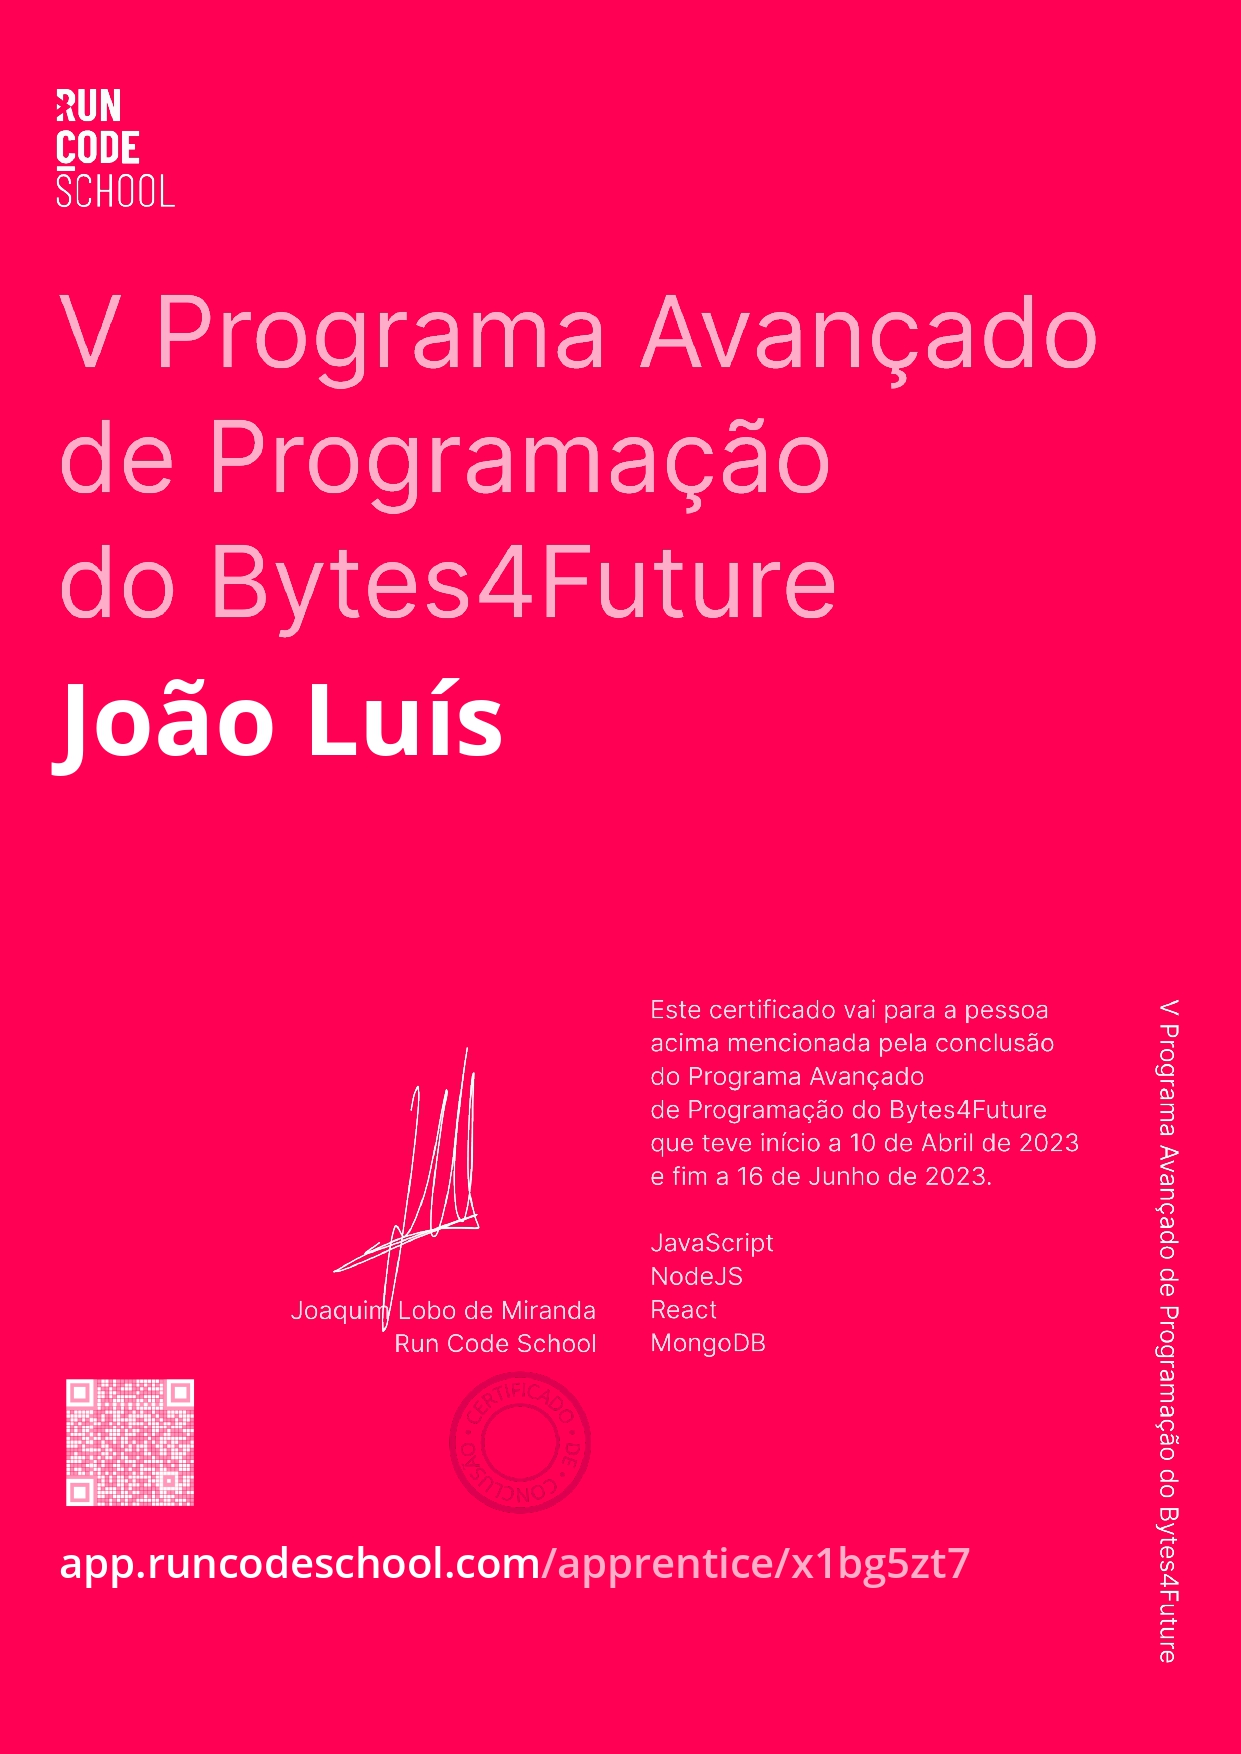 RUN
CODE
SCHOOL
V Programa Avançado
de Programação
do Bytes4Future
João Luís
Este certificado vai para a pessoa
acima mencionada pela conclusão
do Programa Avançado
de Programação do Bytes4Future
que teve início a 10 de Abril de 2023
e fim a 16 de Junho de 2023.
JavaScript
NodeJS
React
MongoDB
Joaquim Lobo de Miranda
Run Code School
CERTIFICADO • DE • CONCLUSÃO •
app.runcodeschool.com/apprentice/x1bg5zt7
V Programa Avançado de Programação do Bytes4Future